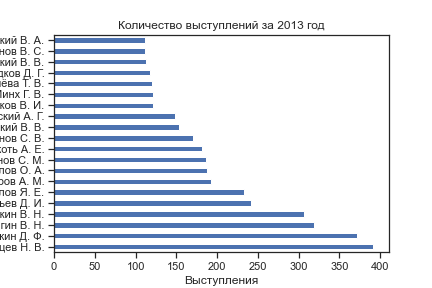 Количество выступлений за 2013 год
кий В. А.
нов В. С.
кий В. В.
дков Д. Г.
чёва Т. В.
Минх Г. В.
ков В. И.
ский А. Г.
кий В. В.
нов С. В.
коть А. Е.
нов С. М.
лов О. А.
ров А. М.
лов Я. Е.
ьев Д. И.
кин В. Н.
гин В. Н.
кин Д. Ф.
цев Н. В.
0 50 100 150 200 250 300 350 400
Выступления